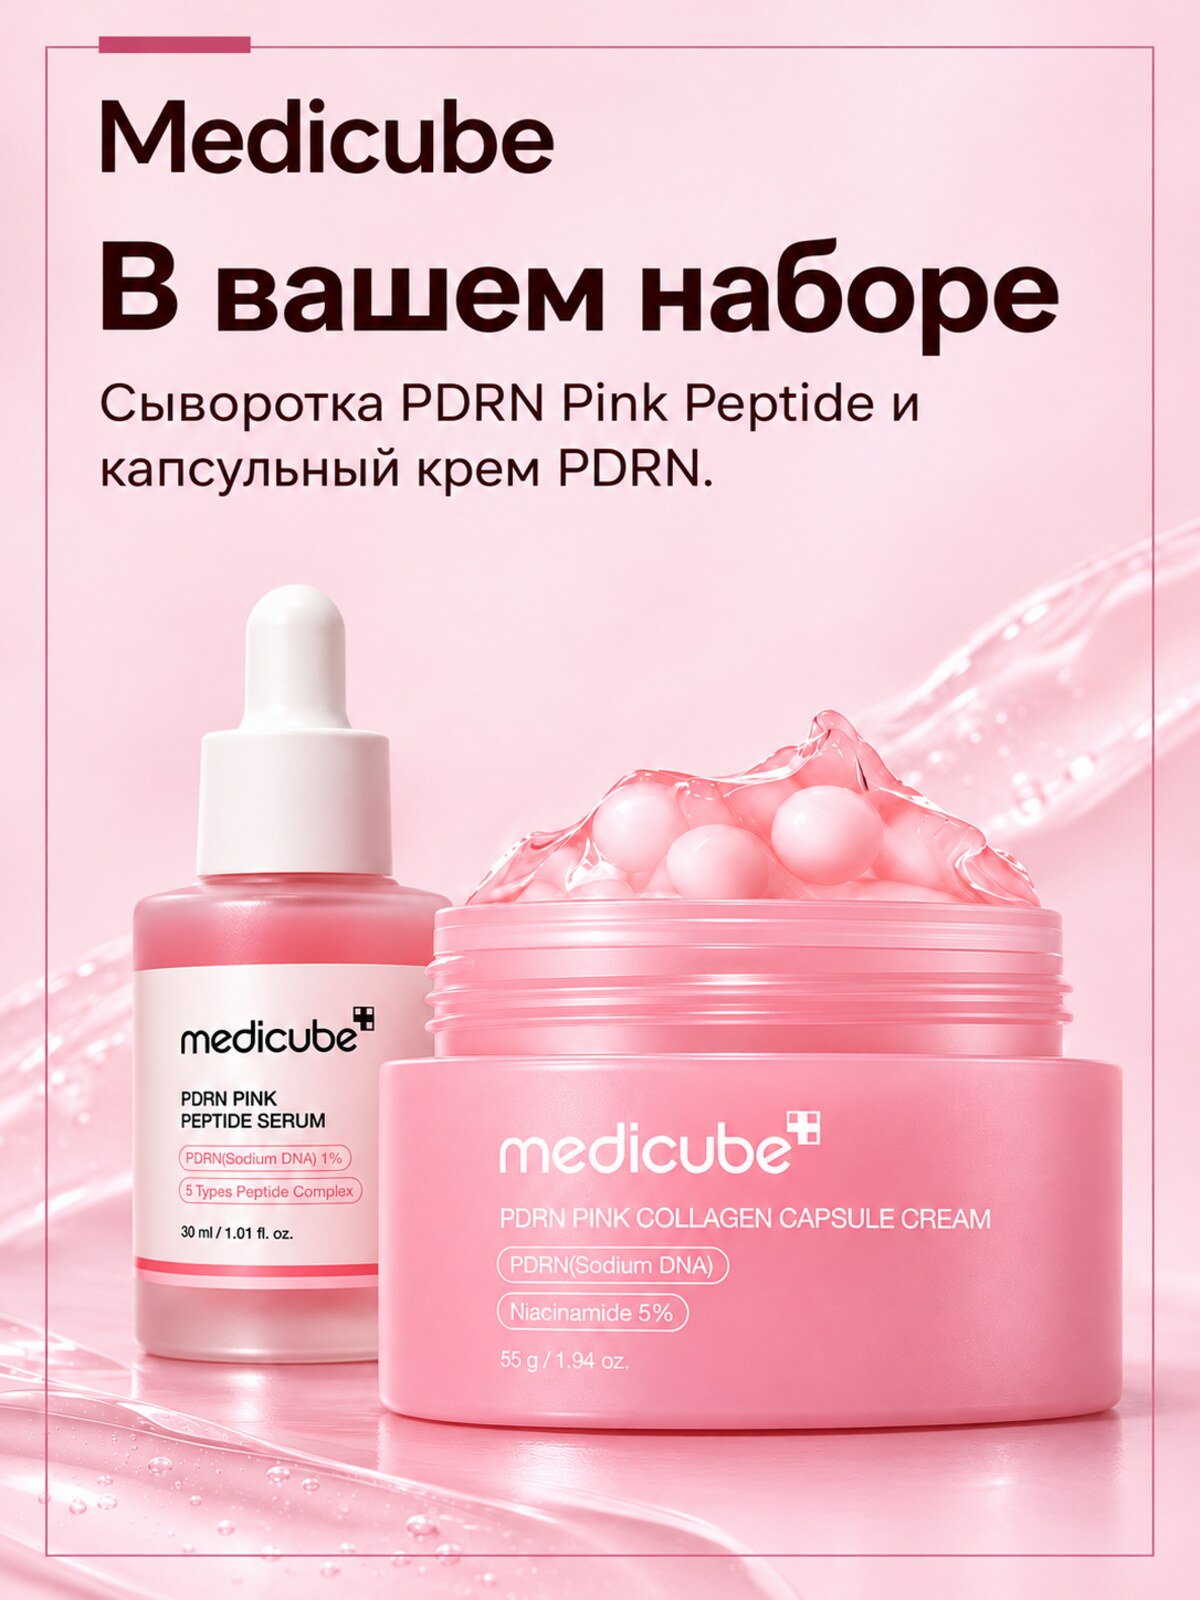 Medicube
В вашем наборе
Сыворотка PDRN Pink Peptide и
капсульный крем PDRN.
medicube
PDRN PINK
PEPTIDE SERUM
PDRN(Sodium DNA) 1%
5 Types Peptide Complex
30 ml / 1.01 fl. oz.
medicube
PDRN PINK COLLAGEN CAPSULE CREAM
PDRN(Sodium DNA)
Niacinamide 5%
55 g / 1.94 oz.